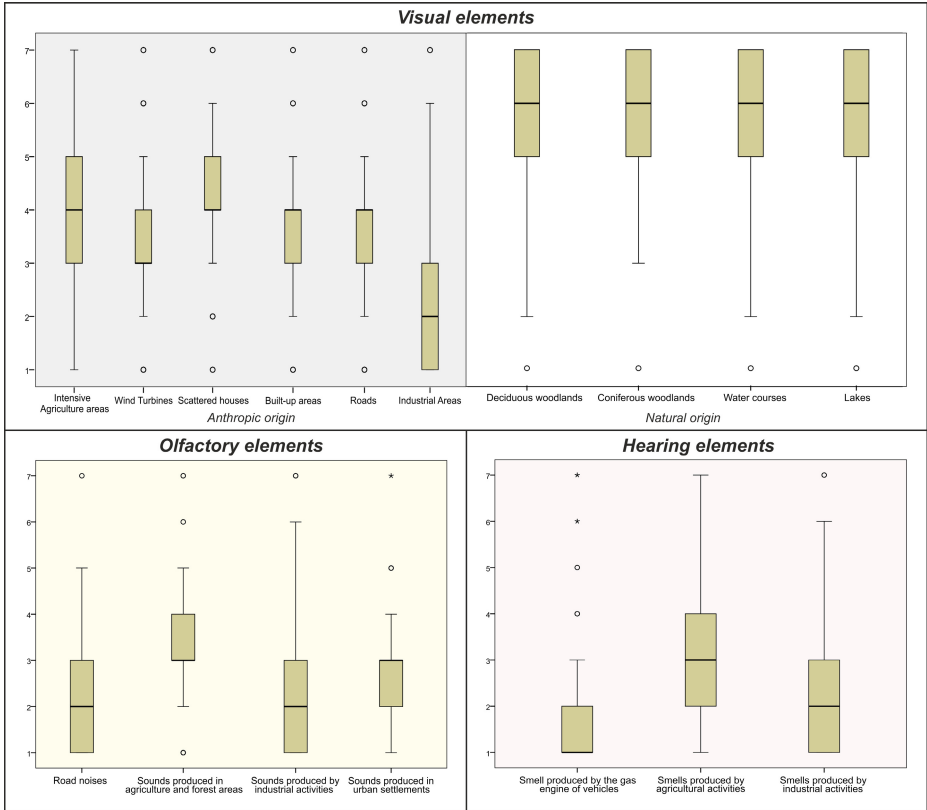 Visual elements
7
6
5
4
3
2
1
Intensive
Agriculture areas
Wind Turbines
Scattered houses
Built-up areas
Roads
Industrial Areas
Deciduous woodlands
Coniferous woodlands
Water courses
Lakes
Anthropic origin
Natural origin
Olfactory elements
7
6
5
4
3
2
1
Road noises
Sounds produced in
agriculture and forest areas
Sounds produced by
industrial activities
Sounds produced in
urban settlements
Hearing elements
7
6
5
4
3
2
1
Smell produced by the gas
engine of vehicles
Smells produced by
agricultural activities
Smells produced by
industrial activities